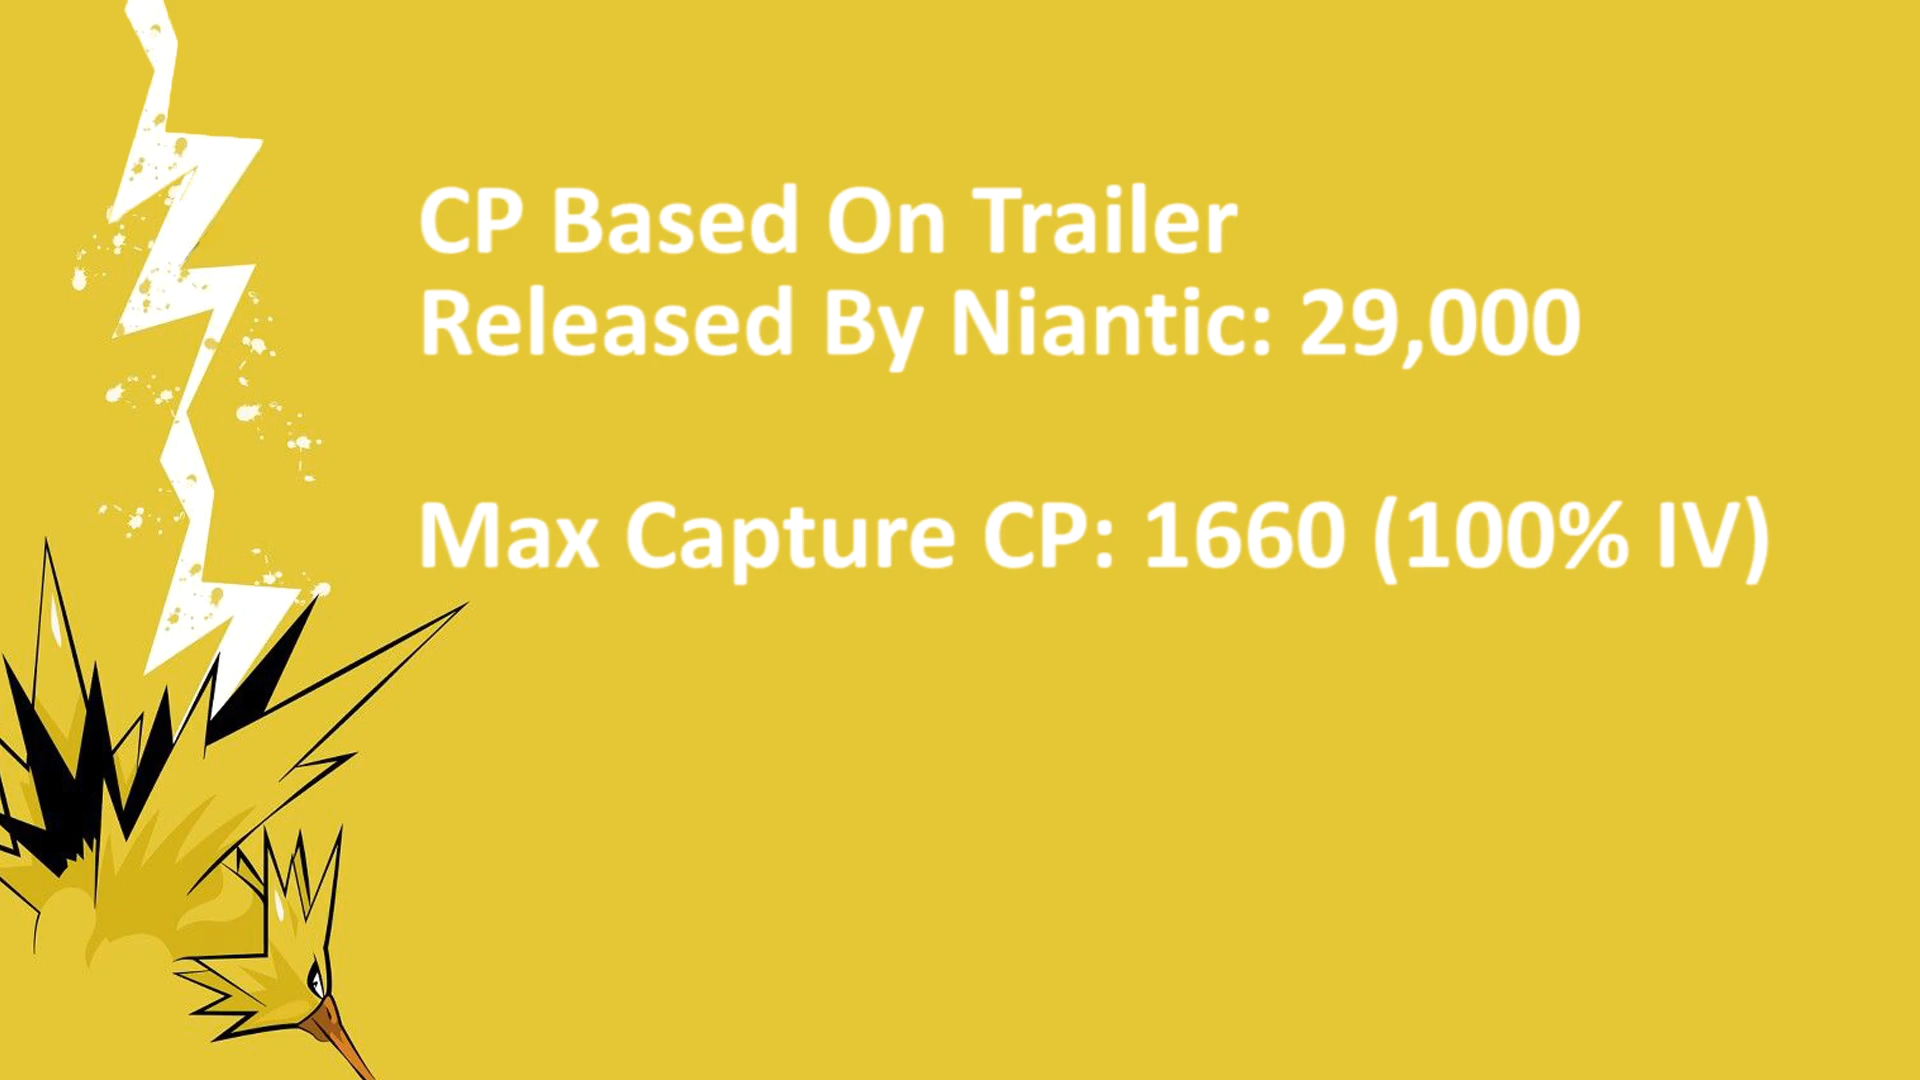 CP Based On Trailer
Released By Niantic: 29,000
Max Capture CP: 1660 (100% IV)